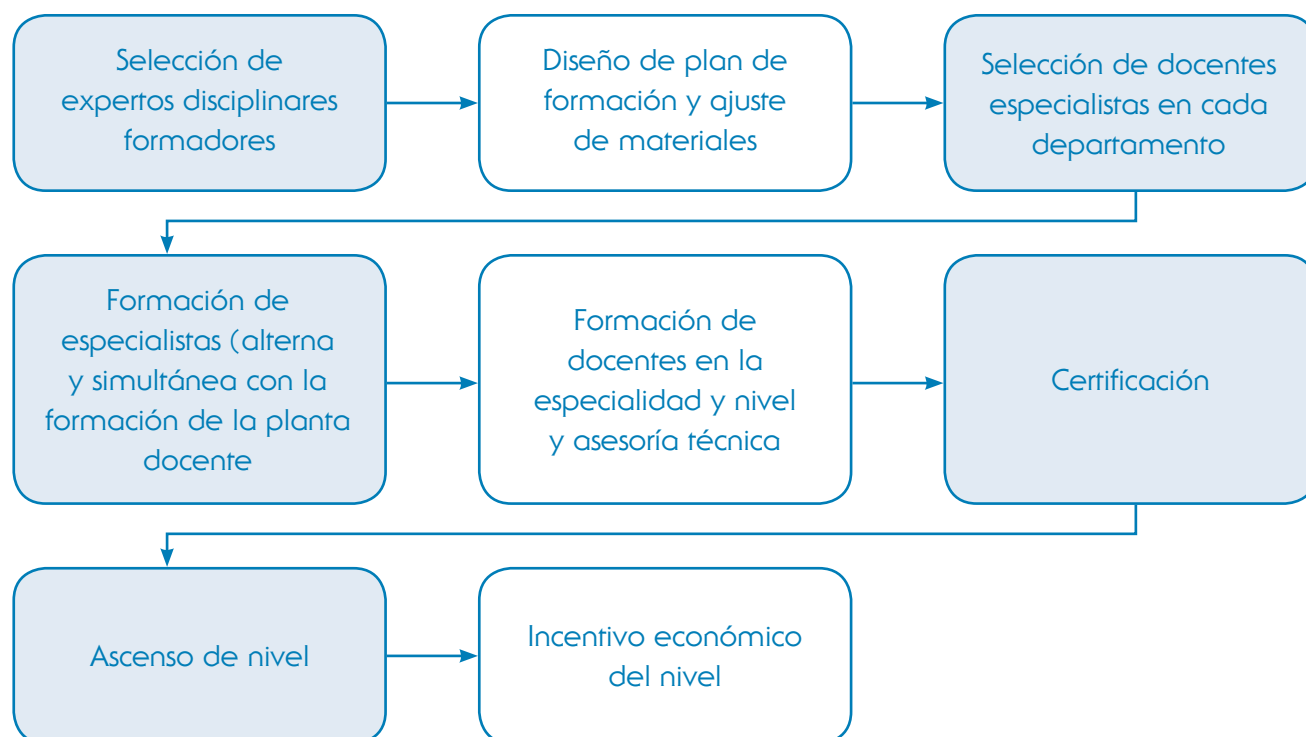 Selección de
expertos disciplinares
formadores
Diseño de plan de
formación y ajuste
de materiales
Selección de docentes
especialistas en cada
departamento
Formación de
especialistas (alterna
y simultánea con la
formación de la planta
docente
Formación de
docentes en la
especialidad y nivel
y asesoría técnica
Certificación
Ascenso de nivel
Incentivo económico
del nivel